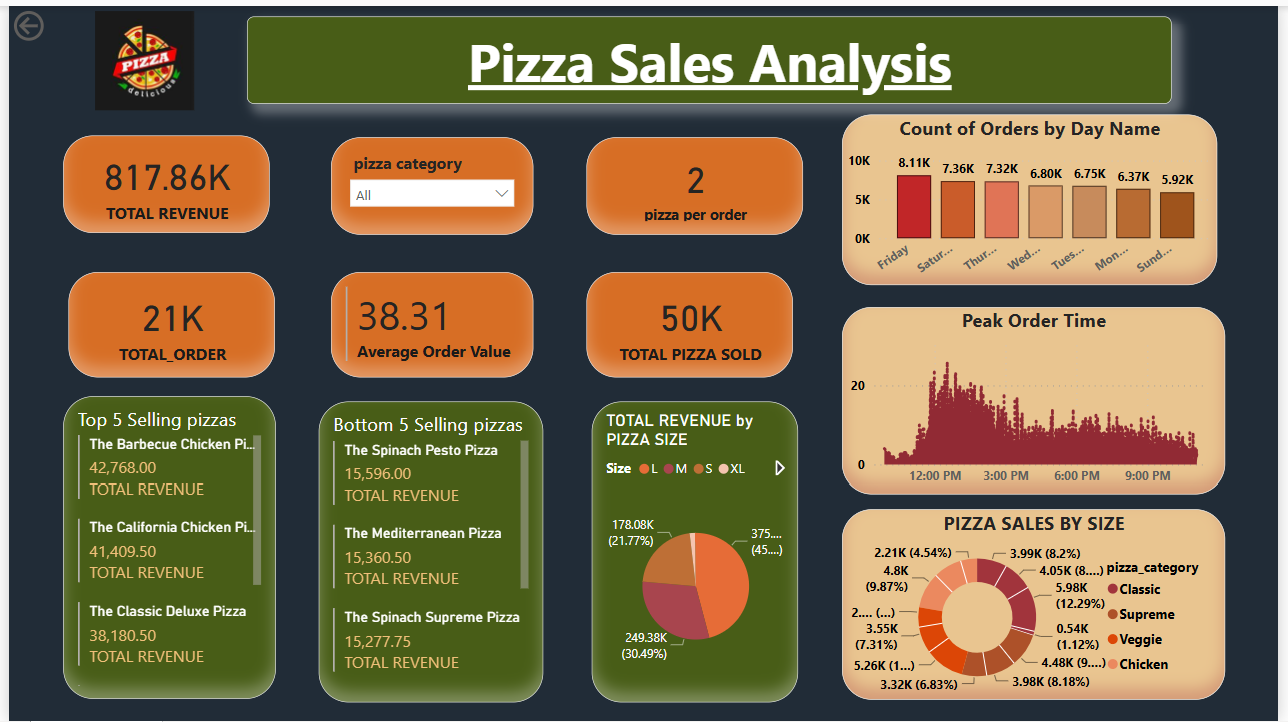 PIZZA
delicious
Pizza Sales Analysis
817.86K
TOTAL REVENUE
pizza category
All
2
pizza per order
21K
TOTAL_ORDER
38.31
Average Order Value
50K
TOTAL PIZZA SOLD
Count of Orders by Day Name
10K
5K
0K
8.11K
7.36K
7.32K
6.80K
6.75K
6.37K
5.92K
Friday
Satur...
Thur...
Wed...
Tues...
Mon...
Sund...
Peak Order Time
20
0
12:00 PM
3:00 PM
6:00 PM
9:00 PM
Top 5 Selling pizzas
The Barbecue Chicken Pi...
42,768.00
TOTAL REVENUE
The California Chicken Pi...
41,409.50
TOTAL REVENUE
The Classic Deluxe Pizza
38,180.50
TOTAL REVENUE
Bottom 5 Selling pizzas
The Spinach Pesto Pizza
15,596.00
TOTAL REVENUE
The Mediterranean Pizza
15,360.50
TOTAL REVENUE
The Spinach Supreme Pizza
15,277.75
TOTAL REVENUE
TOTAL REVENUE by
PIZZA SIZE
Size L M S XL
178.08K
(21.77%)
375....
(45....)
249.38K
(30.49%)
PIZZA SALES BY SIZE
2.21K (4.54%)
3.99K (8.2%)
4.8K
(9.87%)
4.05K (8....)
5.98K
(12.29%)
2.... (...)
3.55K
(7.31%)
0.54K
(1.12%)
5.26K (1...)
4.48K (9....)
3.32K (6.83%)
3.98K (8.18%)
pizza_category
Classic
Supreme
Veggie
Chicken